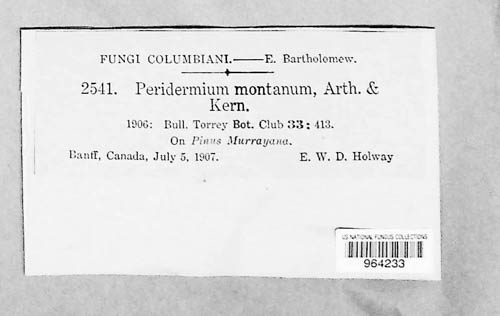 FUNGI COLUMBIANI.——E. Bartholomew.
2541. Peridermium montanum, Arth. &
Kern.
1906: Bull. Torrey Bot. Club 33: 413.
On Pinus Murrayana.
Banff, Canada, July 5, 1907. E. W. D. Holway
US NATIONAL FUNGUS COLLECTIONS
964233